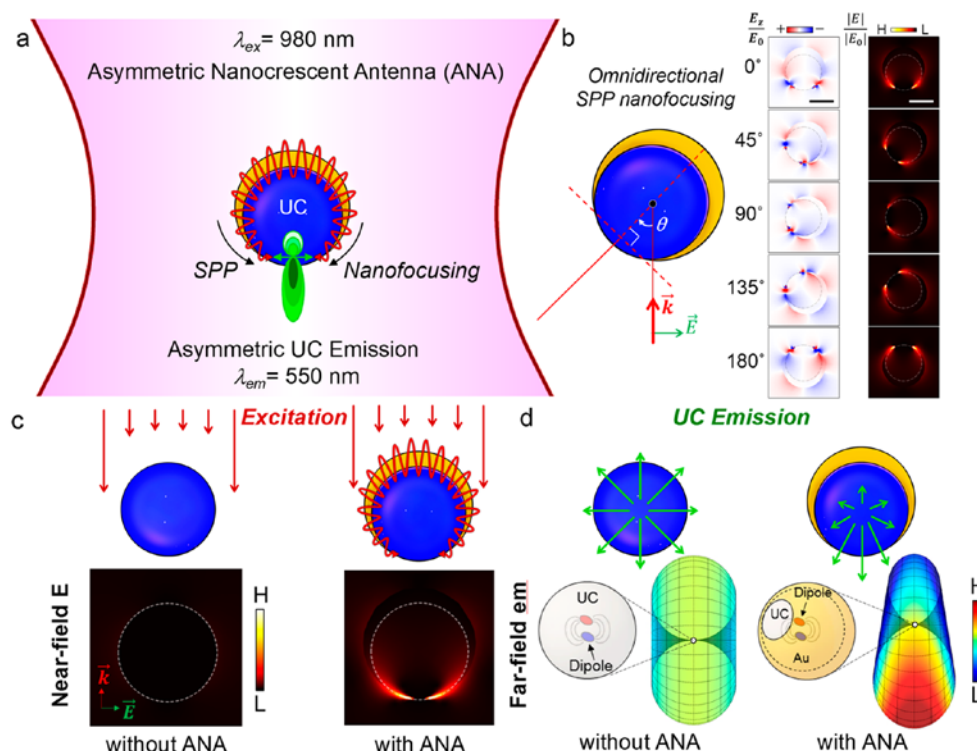 a
λex = 980 nm
Asymmetric Nanocrescent Antenna (ANA)
UC
SPP
Nanofocusing
Asymmetric UC Emission
λem = 550 nm
b
Omnidirectional
SPP nanofocusing
θ
k
E
Ex
E0
+
−
|E|
|E0|
H
L
0°
45°
90°
135°
180°
c
Excitation
Near-field E
k
E
H
L
without ANA
with ANA
d
UC Emission
Far-field em
UC
Dipole
Dipole
UC
Au
H
L
without ANA
with ANA